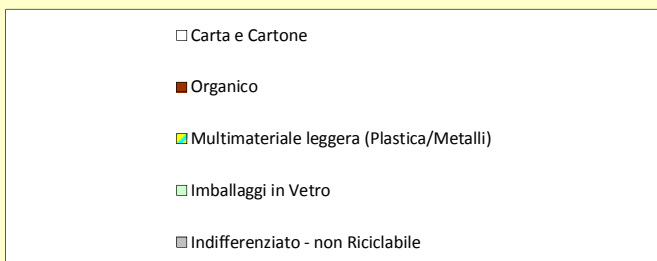 Carta e Cartone
Organico
Multimateriale leggera (Plastica/Metalli)
Imballaggi in Vetro
Indifferenziato - non Riciclabile